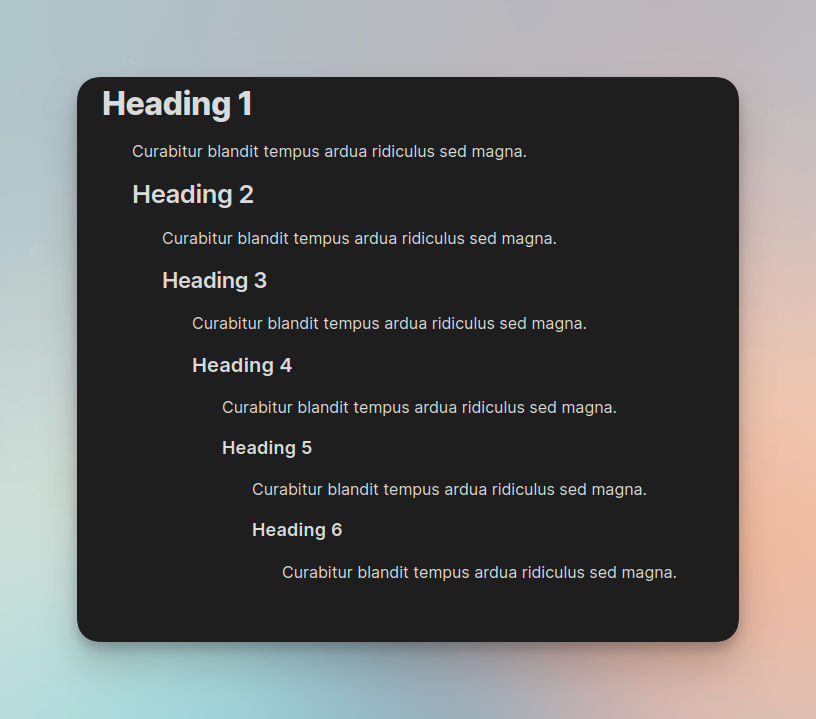 Heading 1
Curabitur blandit tempus ardua ridiculus sed magna.
Heading 2
Curabitur blandit tempus ardua ridiculus sed magna.
Heading 3
Curabitur blandit tempus ardua ridiculus sed magna.
Heading 4
Curabitur blandit tempus ardua ridiculus sed magna.
Heading 5
Curabitur blandit tempus ardua ridiculus sed magna.
Heading 6
Curabitur blandit tempus ardua ridiculus sed magna.